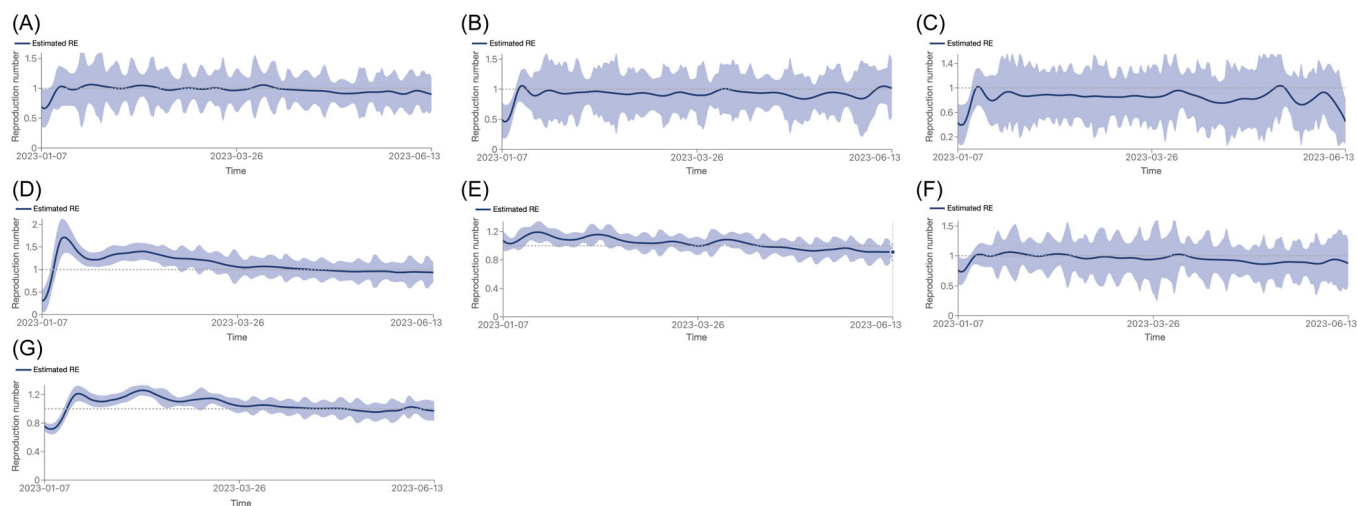 (A)
Estimated RE
Reproduction number
1.5
1
0.5
0
2023-01-07
2023-03-26
2023-06-13
Time
(B)
Estimated RE
Reproduction number
1.5
1
0.5
0
2023-01-07
2023-03-26
2023-06-13
Time
(C)
Estimated RE
Reproduction number
1.4
1
0.8
0.6
0.2
2023-01-07
2023-03-26
2023-06-13
Time
(D)
Estimated RE
Reproduction number
2
1.5
1
0.5
0
2023-01-07
2023-03-26
2023-06-13
Time
(E)
Estimated RE
Reproduction number
1.2
0.8
0.4
0
2023-01-07
2023-03-26
2023-06-13
Time
(F)
Estimated RE
Reproduction number
1.5
1
0.5
0
2023-01-07
2023-03-26
2023-06-13
Time
(G)
Estimated RE
Reproduction number
1.2
0.8
0.4
0
2023-01-07
2023-03-26
2023-06-13
Time